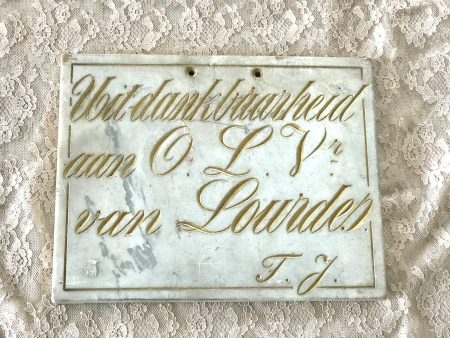 Uit dankbaarheid
aan O. L. Vr
van Lourdes
T. J.